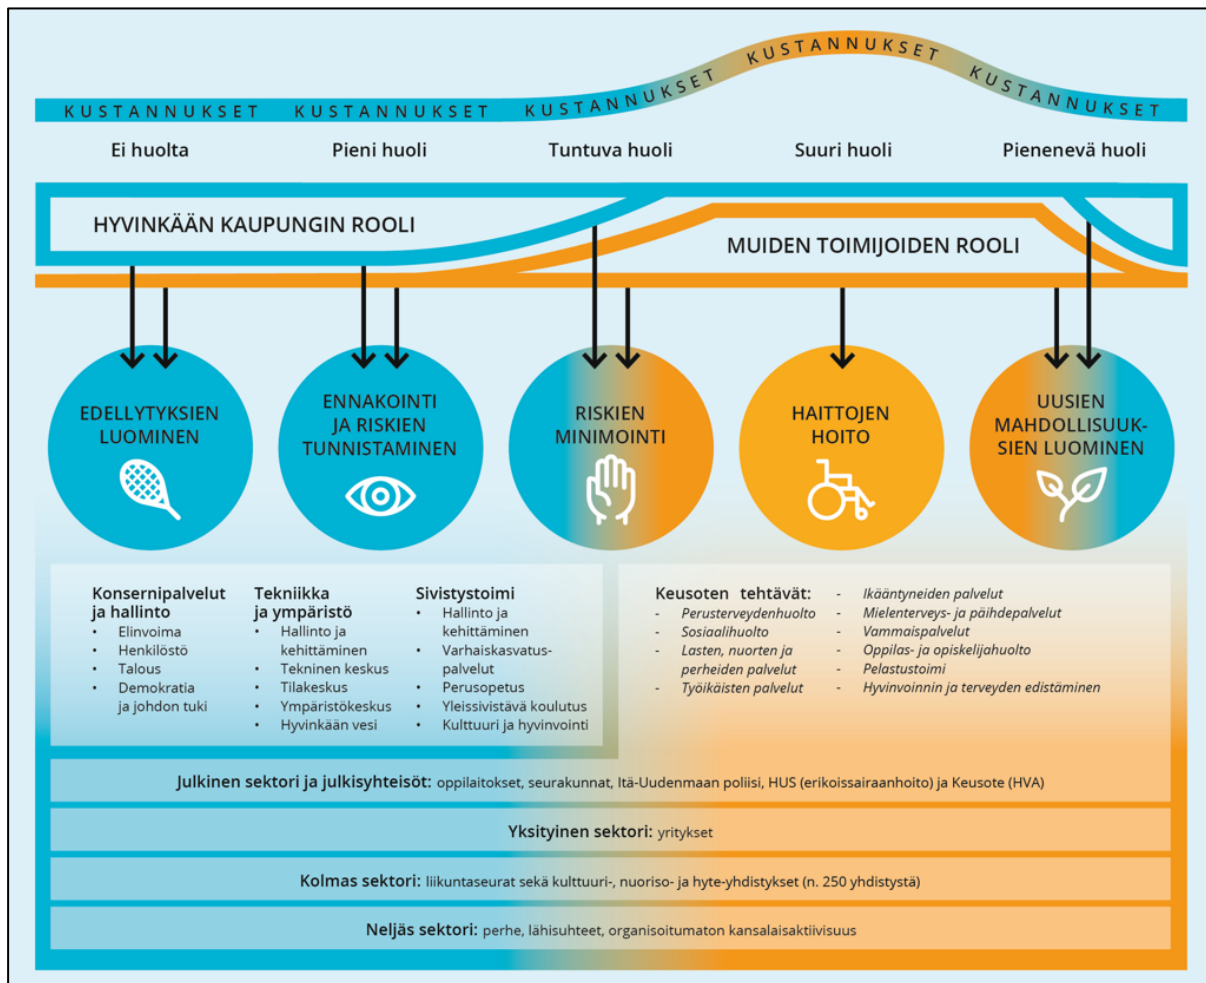 KUSTANNUKSET KUSTANNUKSET KUSTANNUKSET KUSTANNUKSET KUSTANNUKSET
Ei huolta
Pieni huoli
Tuntuva huoli
Suuri huoli
Pienenevä huoli
HYVINKÄÄN KAUPUNGIN ROOLI
MUIDEN TOIMIJOIDEN ROOLI
EDELLYTYKSIEN
LUOMINEN
ENNAKOINTI
JA RISKIEN
TUNNISTAMINEN
RISKIEN
MINIMOINTI
HAITTOJEN
HOITO
UUSIEN
MAHDOLLISUUK-
SIEN LUOMINEN
Konsernipalvelut
ja hallinto
• Elinvoima
• Henkilöstö
• Talous
• Demokratia
ja johdon tuki
Tekniikka
ja ympäristö
• Hallinto ja
kehittäminen
• Tekninen keskus
• Tilakeskus
• Ympäristökeskus
• Hyvinkään vesi
Sivistystoimi
• Hallinto ja
kehittäminen
• Varhaiskasvatus-
palvelut
• Perusopetus
• Yleissivistävä koulutus
• Kulttuuri ja hyvinvointi
Keusoten tehtävät:
- Perusterveydenhuolto
- Sosiaalihuolto
- Lasten, nuorten ja
perheiden palvelut
- Työikäisten palvelut
- Ikääntyneiden palvelut
- Mielenterveys- ja päihdepalvelut
- Vammaispalvelut
- Oppilas- ja opiskelijahuolto
- Pelastustoimi
- Hyvinvoinnin ja terveyden edistäminen
Julkinen sektori ja julkisyhteisöt: oppilaitokset, seurakunnat, Itä-Uudenmaan poliisi, HUS (erikoissairaanhoito) ja Keusote (HVA)
Yksityinen sektori: yritykset
Kolmas sektori: liikuntaseurat sekä kulttuuri-, nuoriso- ja hyte-yhdistykset (n. 250 yhdistystä)
Neljäs sektori: perhe, lähisuhteet, organisoitumaton kansalaisaktiivisuus